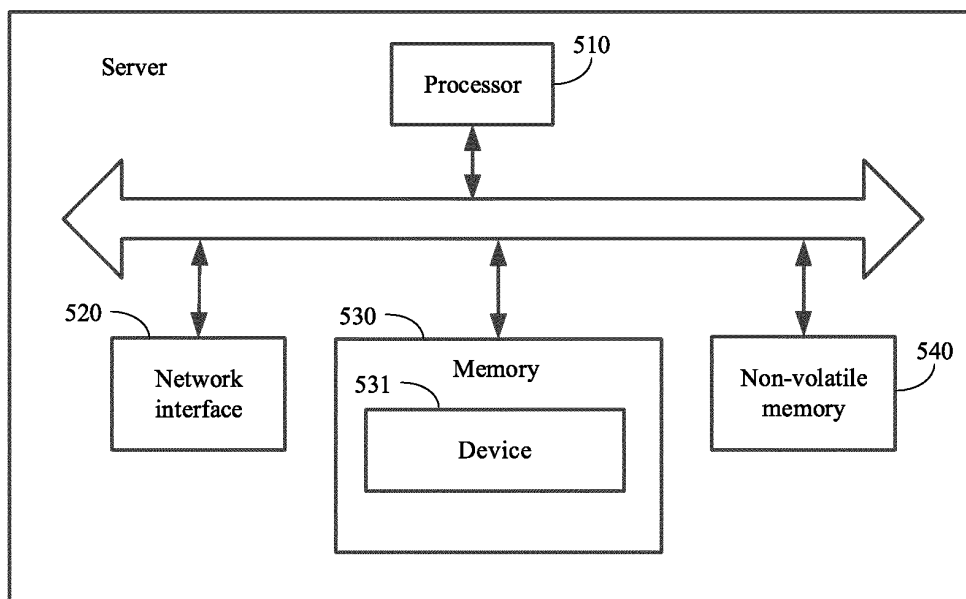 Server
510
Processor
520
Network
interface
530
Memory
531
Device
540
Non-volatile
memory